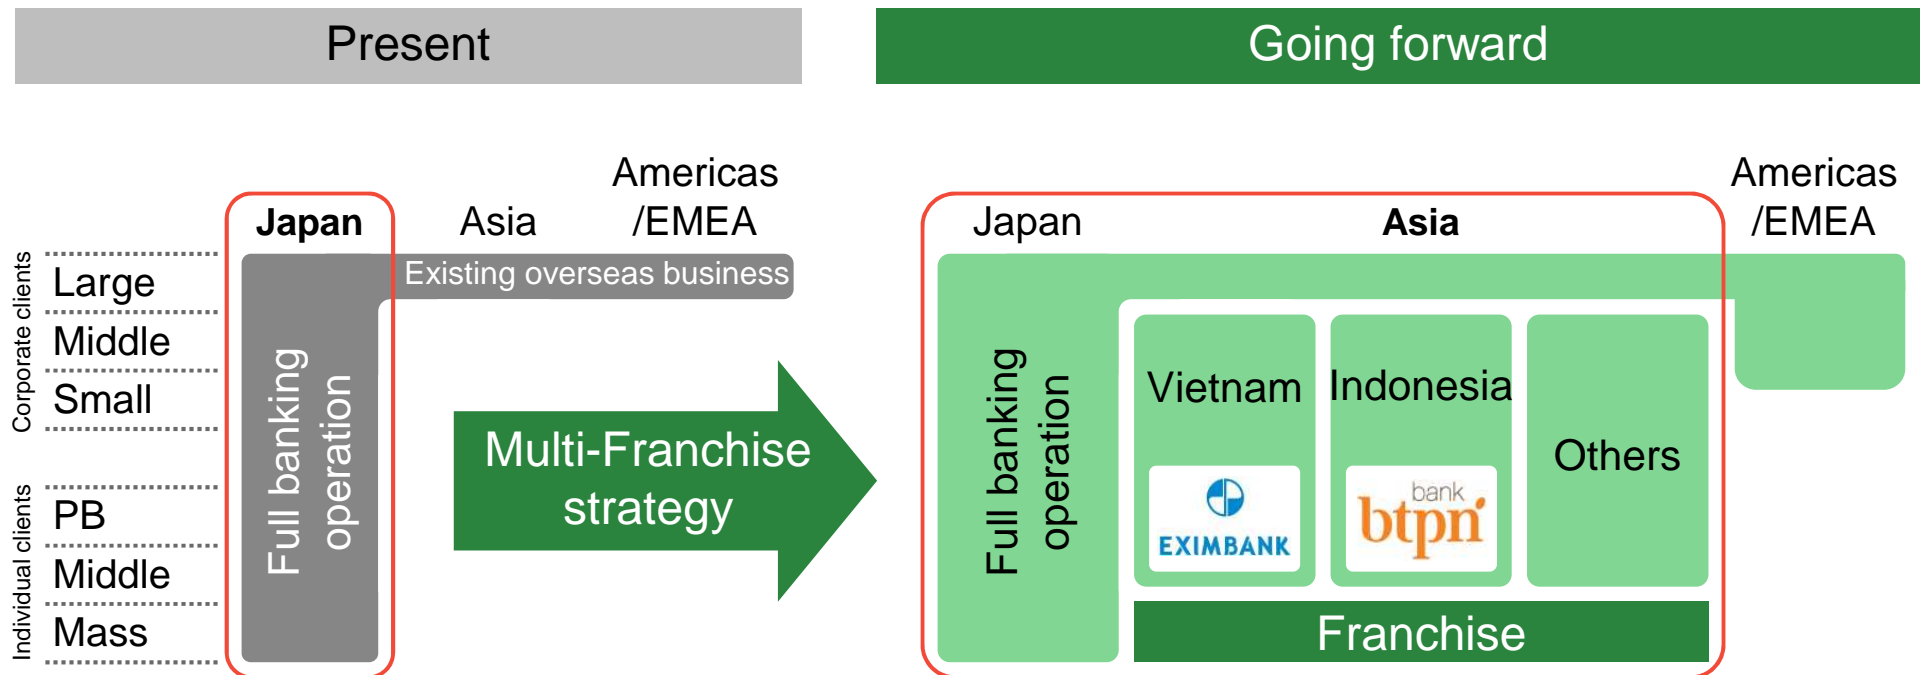 Present
Going forward
Americas
/EMEA
Japan
Asia
Existing overseas business
Corporate clients
Large
Middle
Small
Individual clients
PB
Middle
Mass
Full banking
operation
Multi-Franchise
strategy
Japan
Asia
Americas
/EMEA
Full banking
operation
Vietnam
EXIMBANK
Indonesia
bank
btpn
Others
Franchise